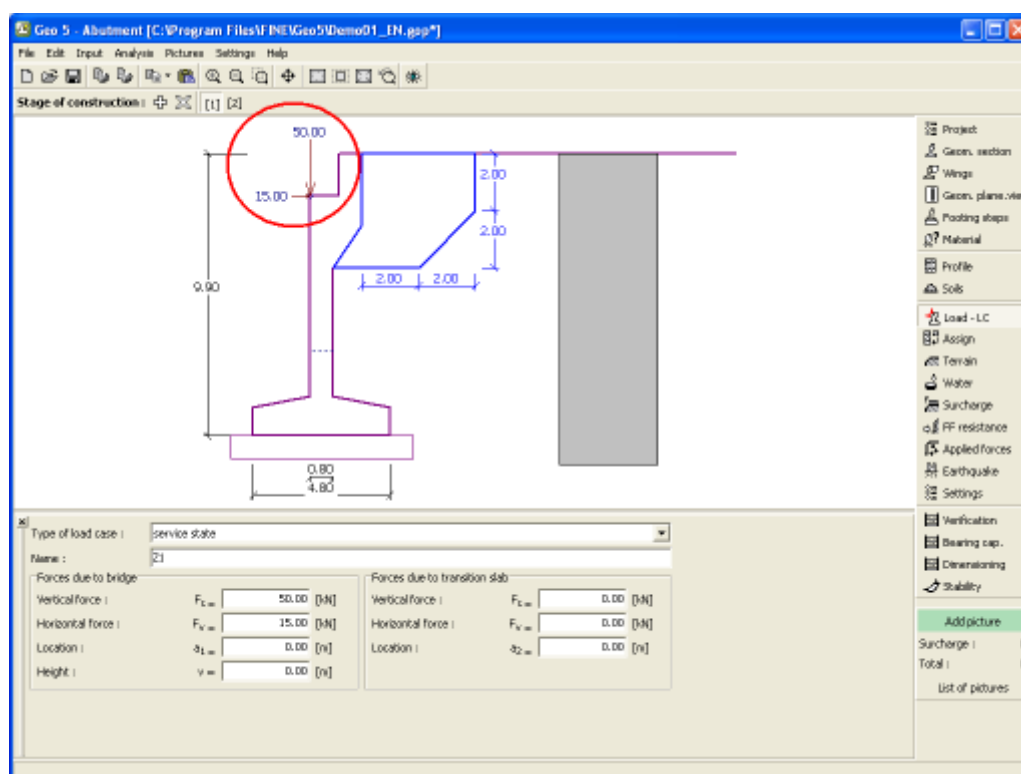 Geo 5 - Abutment [C:\Program Files\FINE\Geo5\Demo01_EN.gsp*]
File Edit Input Analysis Pictures Settings Help
Stage of construction : [1] [2]
50.00
15.00
2.00
2.00
2.00 2.00
9.90
0.80
4.80
Project
Geom. section
Wings
Geom. plane.vie
Footing steps
Material
Profile
Soils
Load - LC
Assign
Terrain
Water
Surcharge
FF resistance
Applied forces
Earthquake
Settings
Verification
Bearing cap.
Dimensioning
Stability
Add picture
Surcharge :
Total :
List of pictures
Type of load case : service state
Name : Z1
Forces due to bridge
Vertical force : 50.00 [kN]
Horizontal force : 15.00 [kN]
Location : a1 = 0.00 [m]
Height : v = 0.00 [m]
Forces due to transition slab
Vertical force : 0.00 [kN]
Horizontal force : 0.00 [kN]
Location : a2 = 0.00 [m]